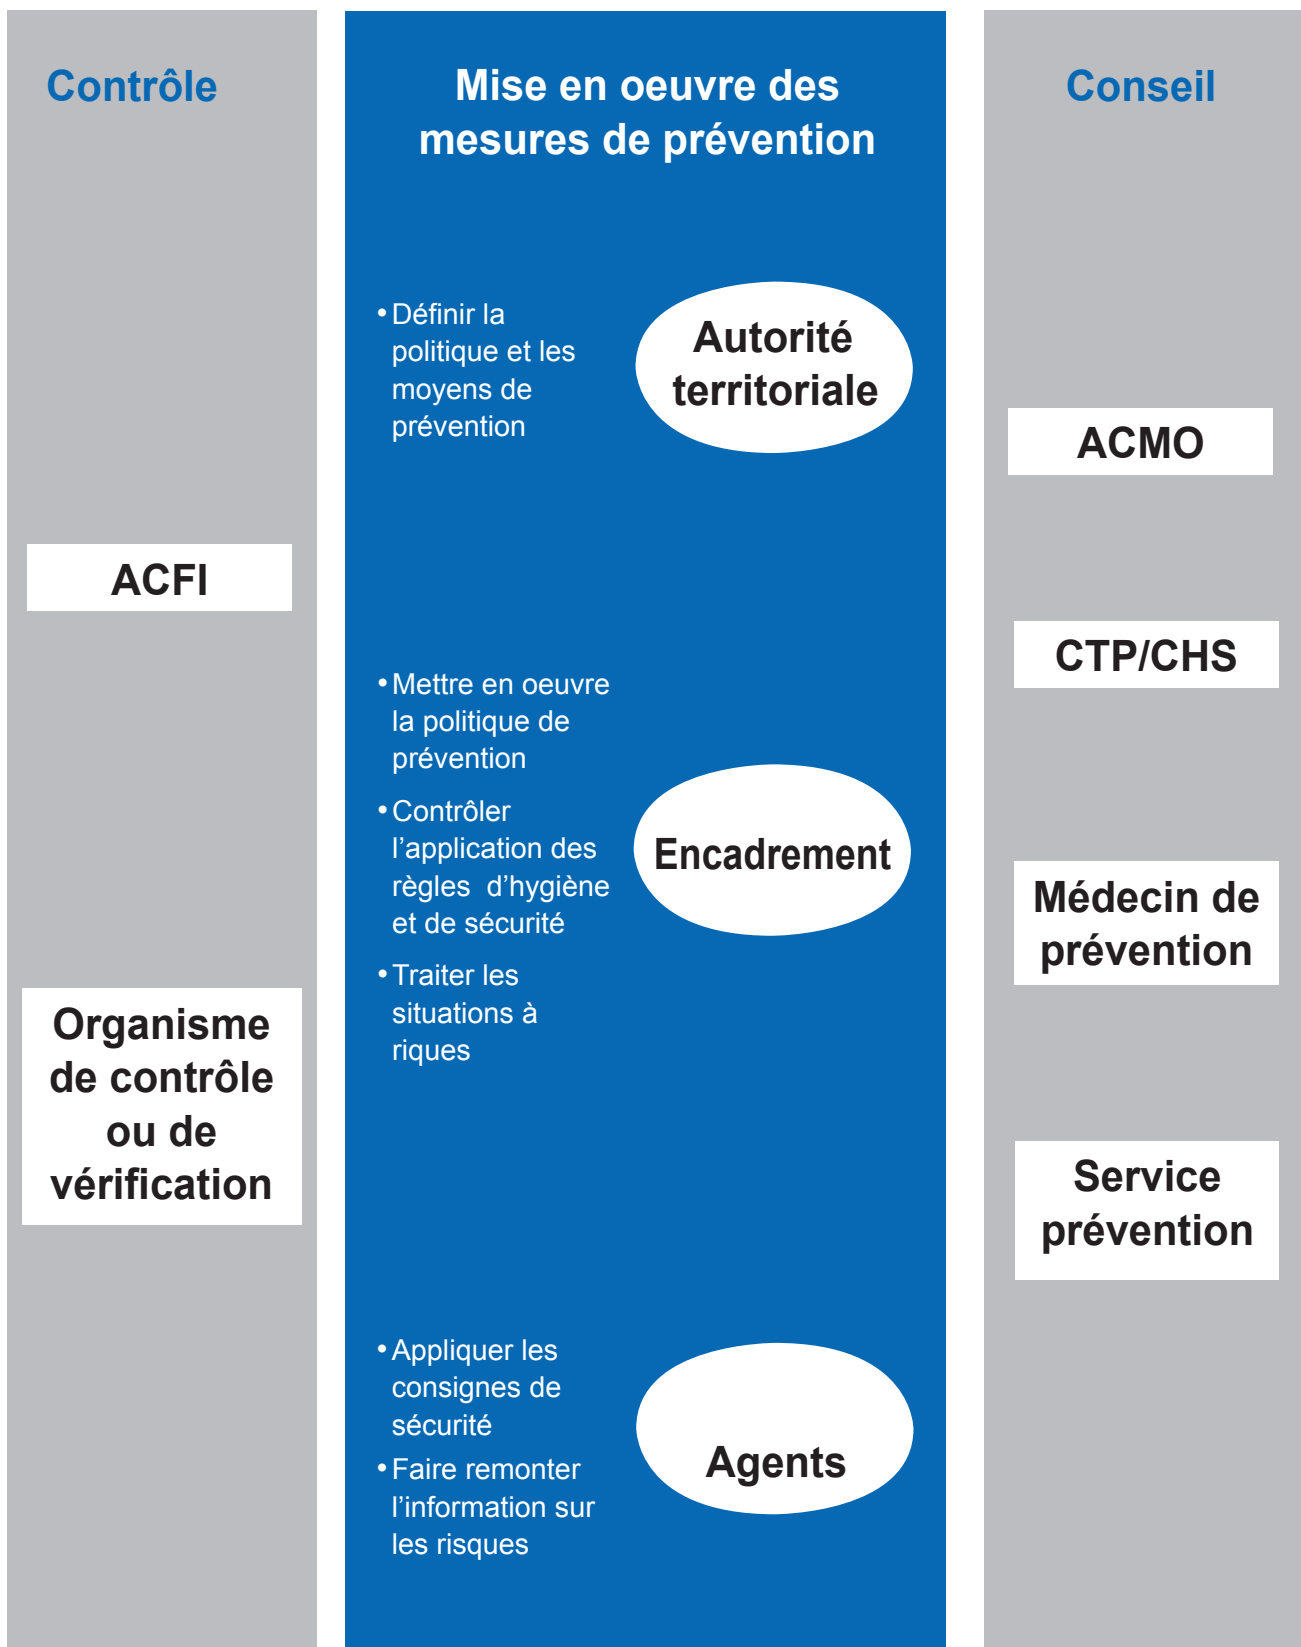 Contrôle
Mise en oeuvre des
mesures de prévention
Conseil
• Définir la
politique et les
moyens de
prévention
Autorité
territoriale
ACMO
ACFI
CTP/CHS
• Mettre en oeuvre
la politique de
prévention
• Contrôler
l’application des
règles d’hygiène
et de sécurité
• Traiter les
situations à
riques
Encadrement
Médecin de
prévention
Organisme
de contrôle
ou de
vérification
Service
prévention
• Appliquer les
consignes de
sécurité
• Faire remonter
l’information sur
les risques
Agents